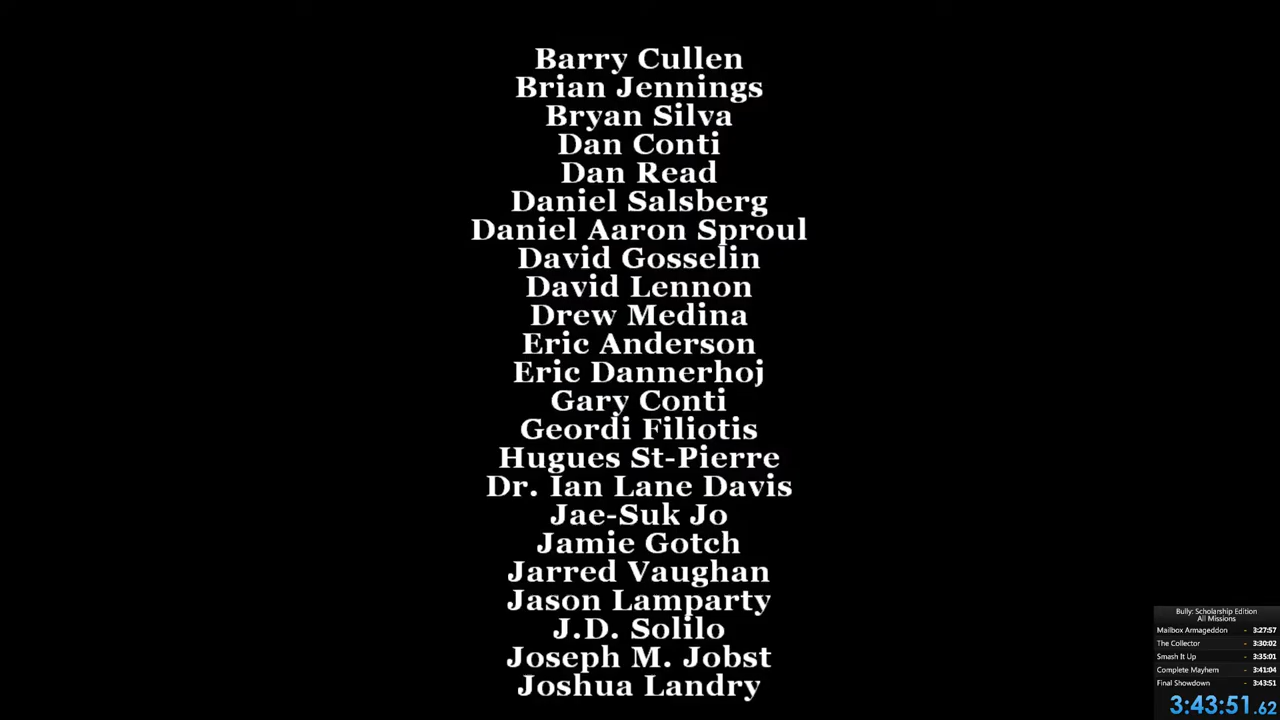 Barry Cullen
Brian Jennings
Bryan Silva
Dan Conti
Dan Read
Daniel Salsberg
Daniel Aaron Sproul
David Gosselin
David Lennon
Drew Medina
Eric Anderson
Eric Dannerhoj
Gary Conti
Geordi Filiotis
Hugues St-Pierre
Dr. Ian Lane Davis
Jae-Suk Jo
Jamie Gotch
Jarred Vaughan
Jason Lamparty
J.D. Solilo
Joseph M. Jobst
Joshua Landry
Bully: Scholarship Edition
All Missions
Mailbox Armageddon - 3:27:57
The Collector - 3:30:02
Smash It Up - 3:35:01
Complete Mayhem - 3:41:04
Final Showdown - 3:43:51
3:43:51.62